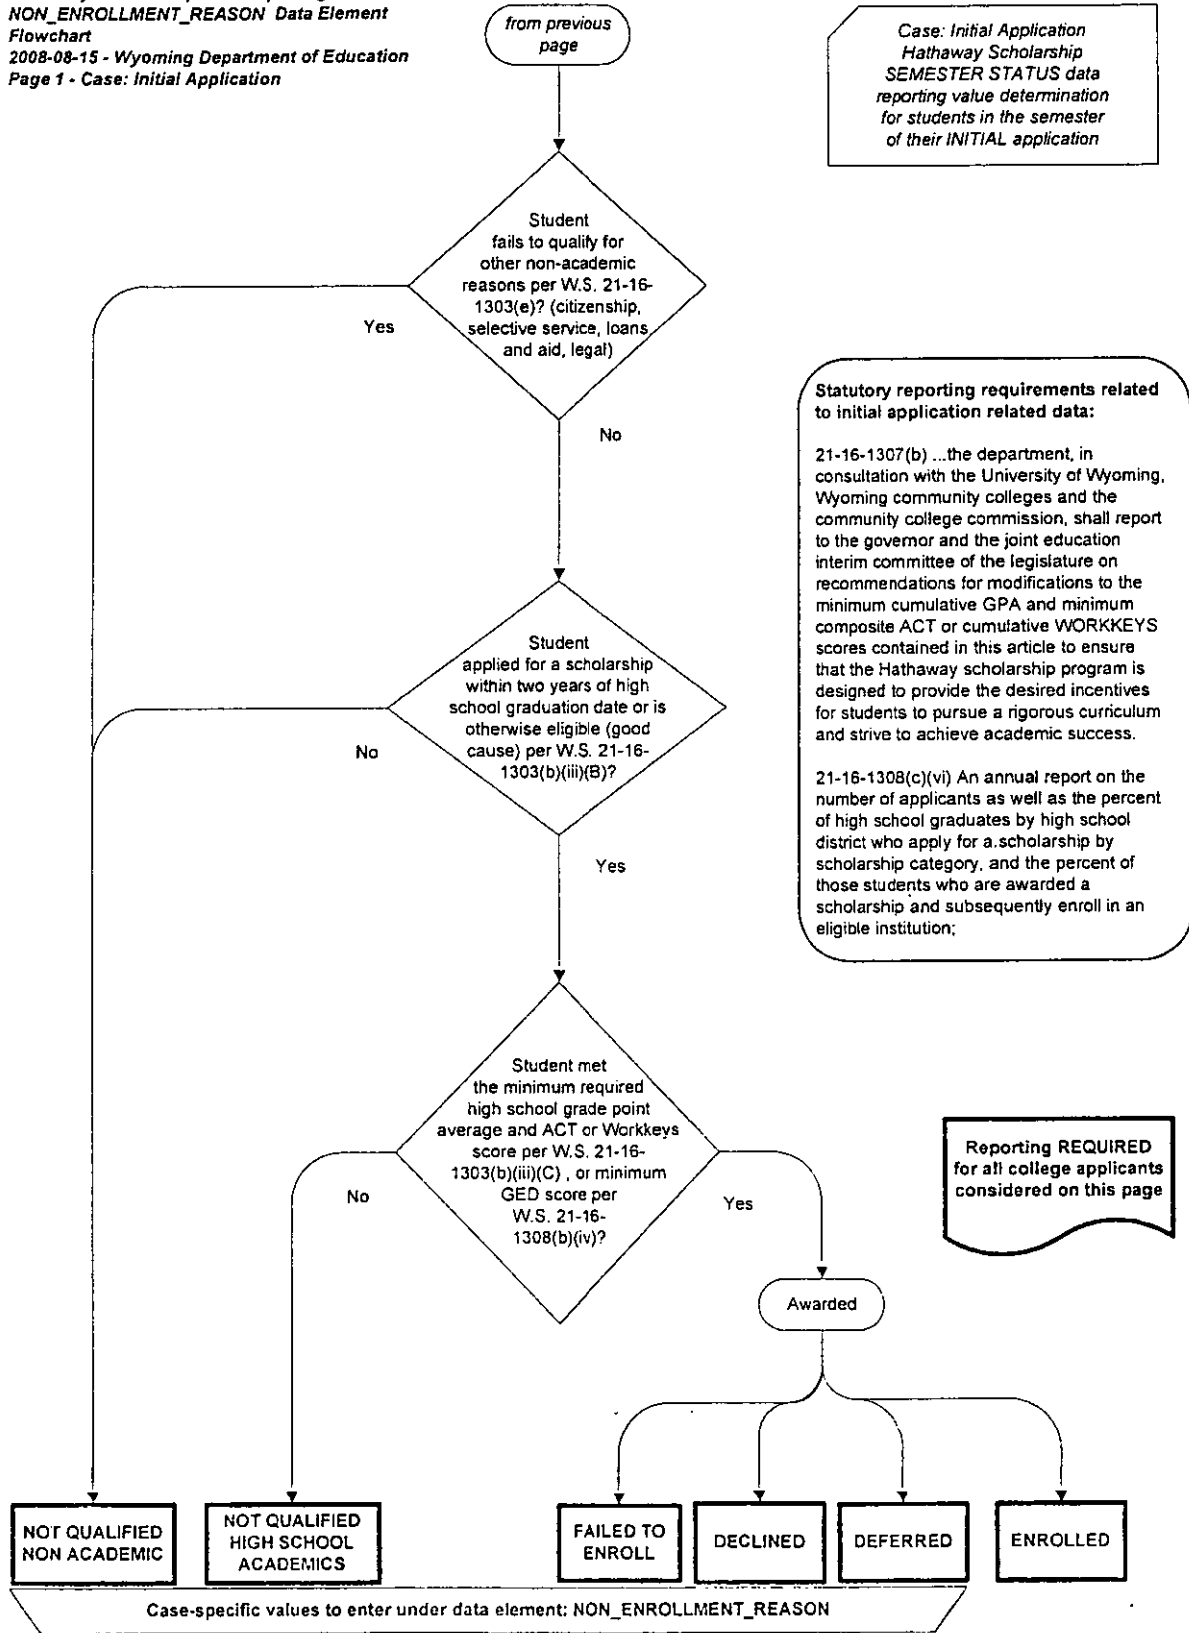 NON_ENROLLMENT_REASON Data Element
Flowchart
2008-08-15 - Wyoming Department of Education
Page 1 - Case: Initial Application
from previous
page
Case: Initial Application
Hathaway Scholarship
SEMESTER STATUS data
reporting value determination
for students in the semester
of their INITIAL application
Student
fails to qualify for
other non-academic
reasons per W.S. 21-16-
1303(e)? (citizenship,
selective service, loans
and aid, legal)
Yes
No
Statutory reporting requirements related
to initial application related data:
21-16-1307(b) ...the department, in
consultation with the University of Wyoming,
Wyoming community colleges and the
community college commission, shall report
to the governor and the joint education
interim committee of the legislature on
recommendations for modifications to the
minimum cumulative GPA and minimum
composite ACT or cumulative WORKKEYS
scores contained in this article to ensure
that the Hathaway scholarship program is
designed to provide the desired incentives
for students to pursue a rigorous curriculum
and strive to achieve academic success.
21-16-1308(c)(vi) An annual report on the
number of applicants as well as the percent
of high school graduates by high school
district who apply for a scholarship by
scholarship category, and the percent of
those students who are awarded a
scholarship and subsequently enroll in an
eligible institution;
Student
applied for a scholarship
within two years of high
school graduation date or is
otherwise eligible (good
cause) per W.S. 21-16-
1303(b)(iii)(B)?
No
Yes
Student met
the minimum required
high school grade point
average and ACT or Workkeys
score per W.S. 21-16-
1303(b)(iii)(C) , or minimum
GED score per
W.S. 21-16-
1308(b)(iv)?
No
Yes
Reporting REQUIRED
for all college applicants
considered on this page
Awarded
NOT QUALIFIED
NON ACADEMIC
NOT QUALIFIED
HIGH SCHOOL
ACADEMICS
FAILED TO
ENROLL
DECLINED
DEFERRED
ENROLLED
Case-specific values to enter under data element: NON_ENROLLMENT_REASON